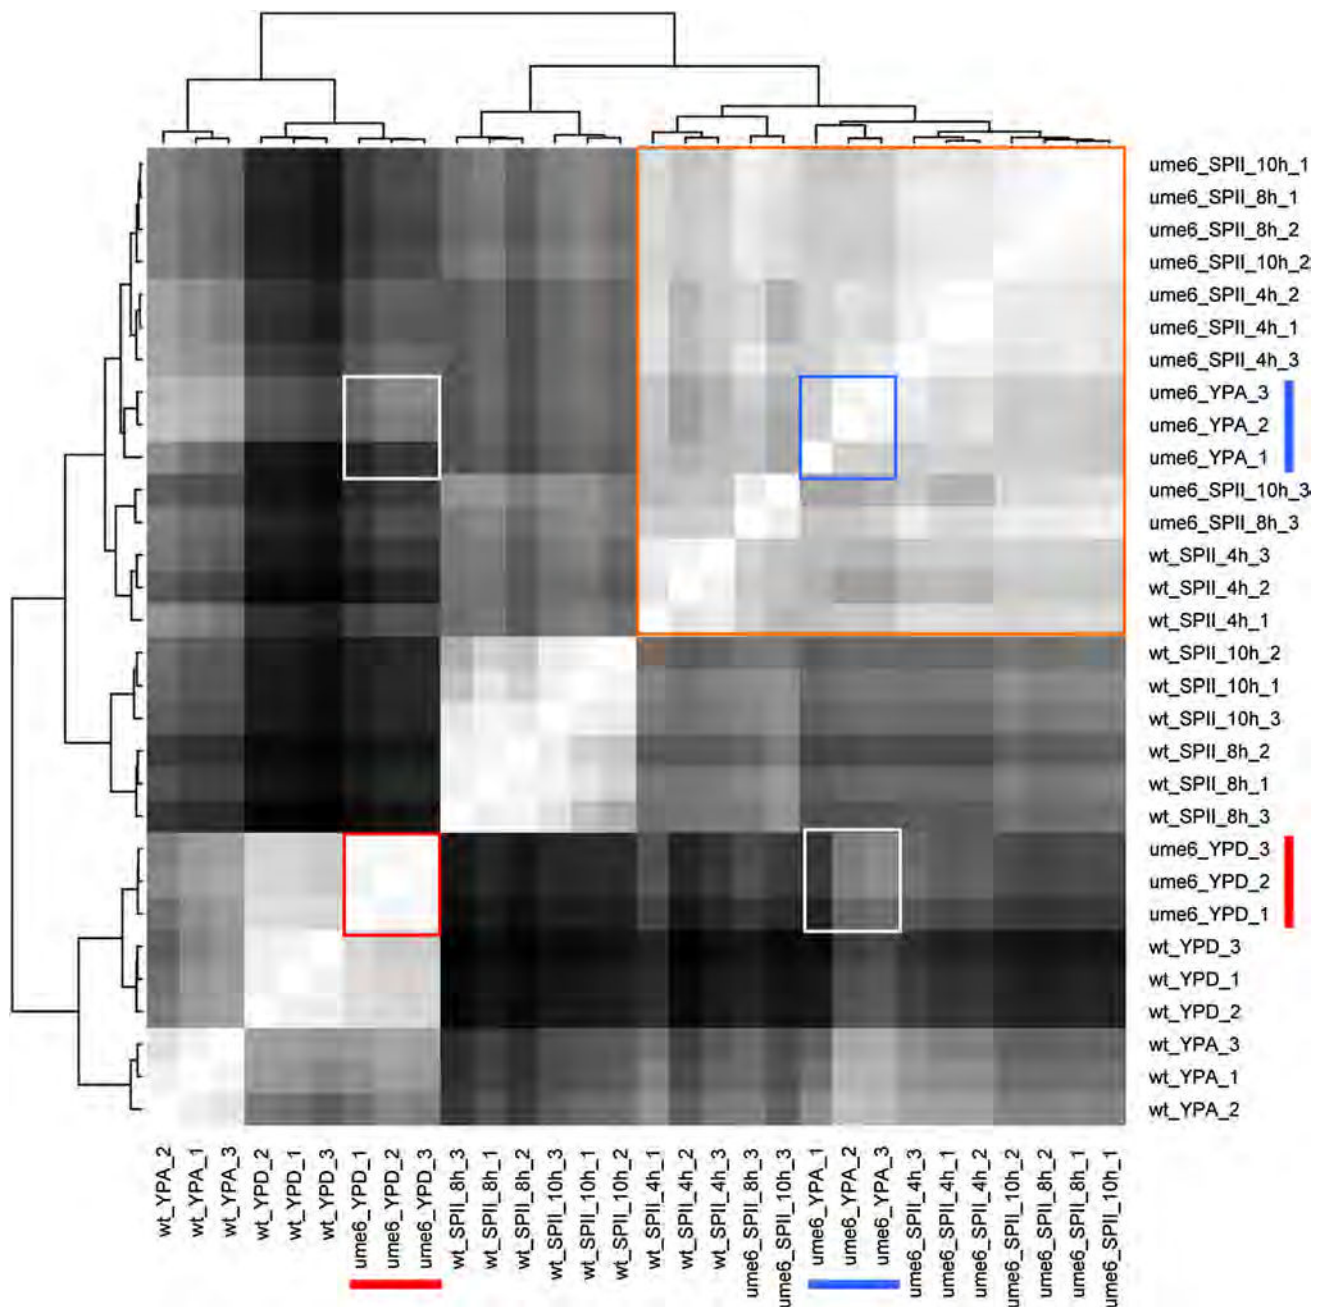 ume6_SPII_10h_1
ume6_SPII_8h_1
ume6_SPII_8h_2
ume6_SPII_10h_2
ume6_SPII_4h_2
ume6_SPII_4h_1
ume6_SPII_4h_3
ume6_YPA_3
ume6_YPA_2
ume6_YPA_1
ume6_SPII_10h_3
ume6_SPII_8h_3
wt_SPII_4h_3
wt_SPII_4h_2
wt_SPII_4h_1
wt_SPII_10h_2
wt_SPII_10h_1
wt_SPII_10h_3
wt_SPII_8h_2
wt_SPII_8h_1
wt_SPII_8h_3
ume6_YPD_3
ume6_YPD_2
ume6_YPD_1
wt_YPD_3
wt_YPD_1
wt_YPD_2
wt_YPA_3
wt_YPA_1
wt_YPA_2
wt_YPA_2
wt_YPA_1
wt_YPA_3
wt_YPD_2
wt_YPD_1
wt_YPD_3
ume6_YPD_1
ume6_YPD_2
ume6_YPD_3
wt_SPII_8h_3
wt_SPII_8h_1
wt_SPII_8h_2
wt_SPII_10h_3
wt_SPII_10h_1
wt_SPII_10h_2
wt_SPII_4h_1
wt_SPII_4h_2
wt_SPII_4h_3
ume6_SPII_8h_3
ume6_SPII_10h_3
ume6_YPA_1
ume6_YPA_2
ume6_YPA_3
ume6_SPII_4h_3
ume6_SPII_4h_1
ume6_SPII_4h_2
ume6_SPII_10h_2
ume6_SPII_8h_2
ume6_SPII_8h_1
ume6_SPII_10h_1